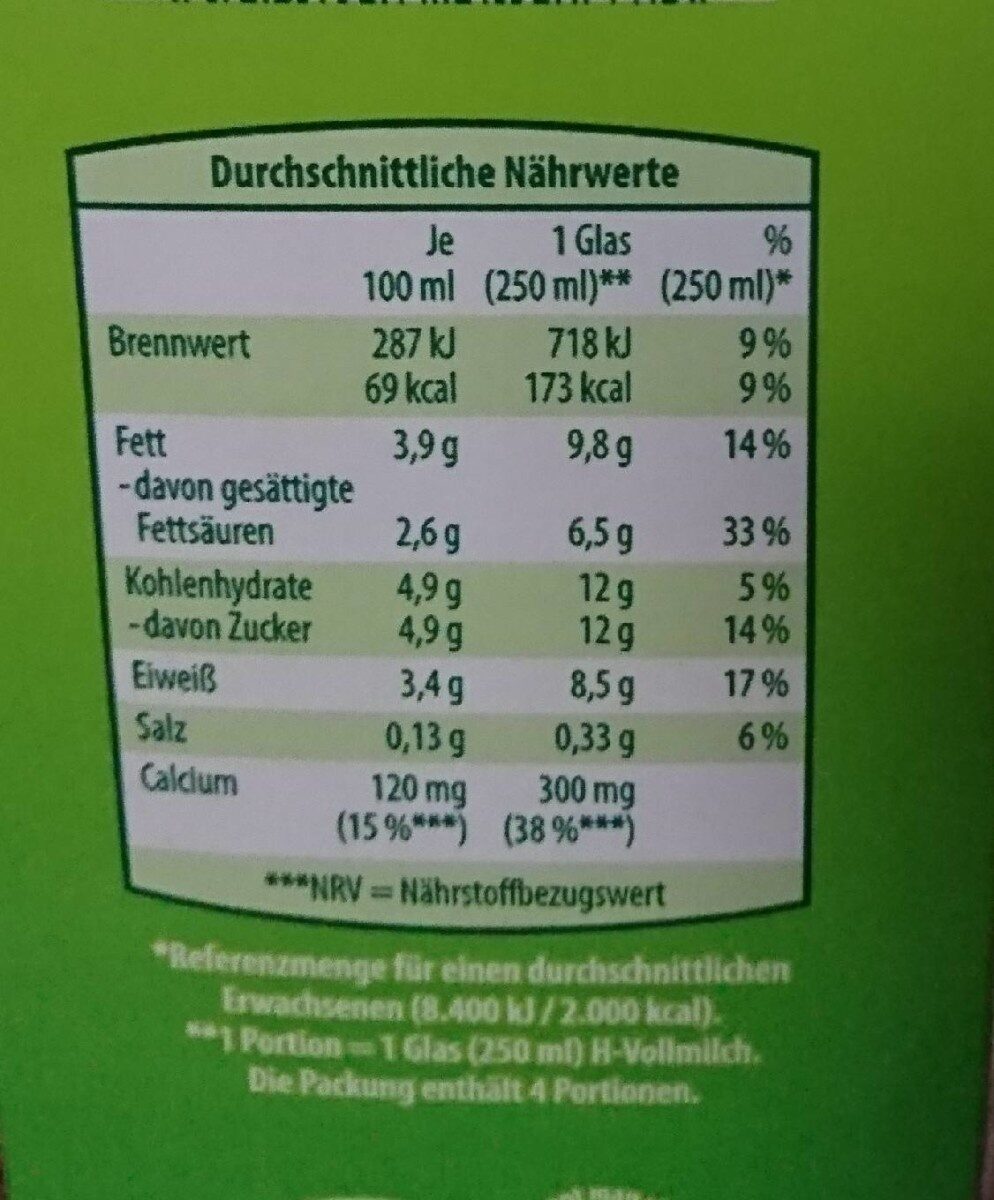 Durchschnittliche Nährwerte
Je 1 Glas %
100 ml (250 ml)** (250 ml)*
Brennwert 287 kJ 718 kJ 9 %
69 kcal 173 kcal 9 %
Fett 3,9 g 9,8 g 14 %
-davon gesättigte
Fettsäuren 2,6 g 6,5 g 33 %
Kohlenhydrate 4,9 g 12 g 5 %
-davon Zucker 4,9 g 12 g 14 %
Eiweiß 3,4 g 8,5 g 17 %
Salz 0,13 g 0,33 g 6 %
Calcium 120 mg 300 mg
(15 %***) (38 %***)
***NRV = Nährstoffbezugswert
*Referenzmenge für einen durchschnittlichen
Erwachsenen (8.400 kJ / 2.000 kcal).
**1 Portion = 1 Glas (250 ml) H-Vollmilch.
Die Packung enthält 4 Portionen.